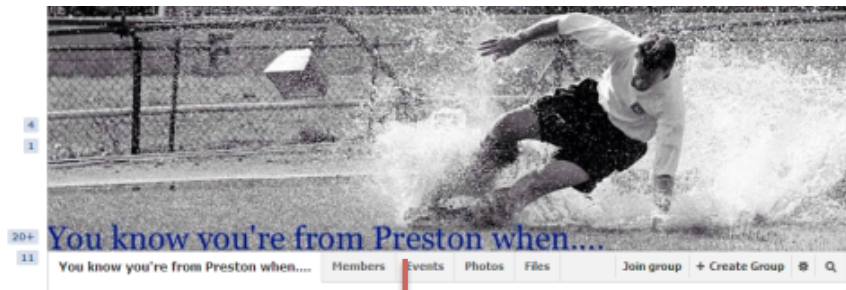 4
1
20+
You know you're from Preston when....
11
You know you're from Preston when.... Members Events Photos Files Join group + Create Group